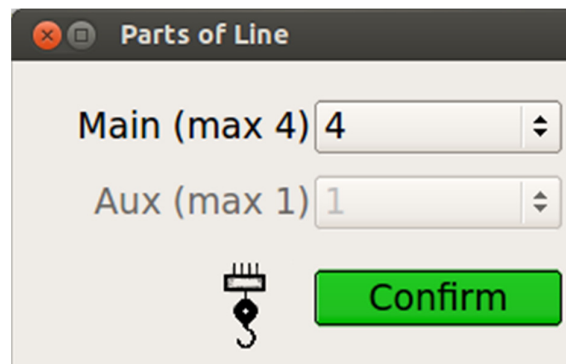 Parts of Line
Main (max 4) 4
Aux (max 1) 1
Confirm